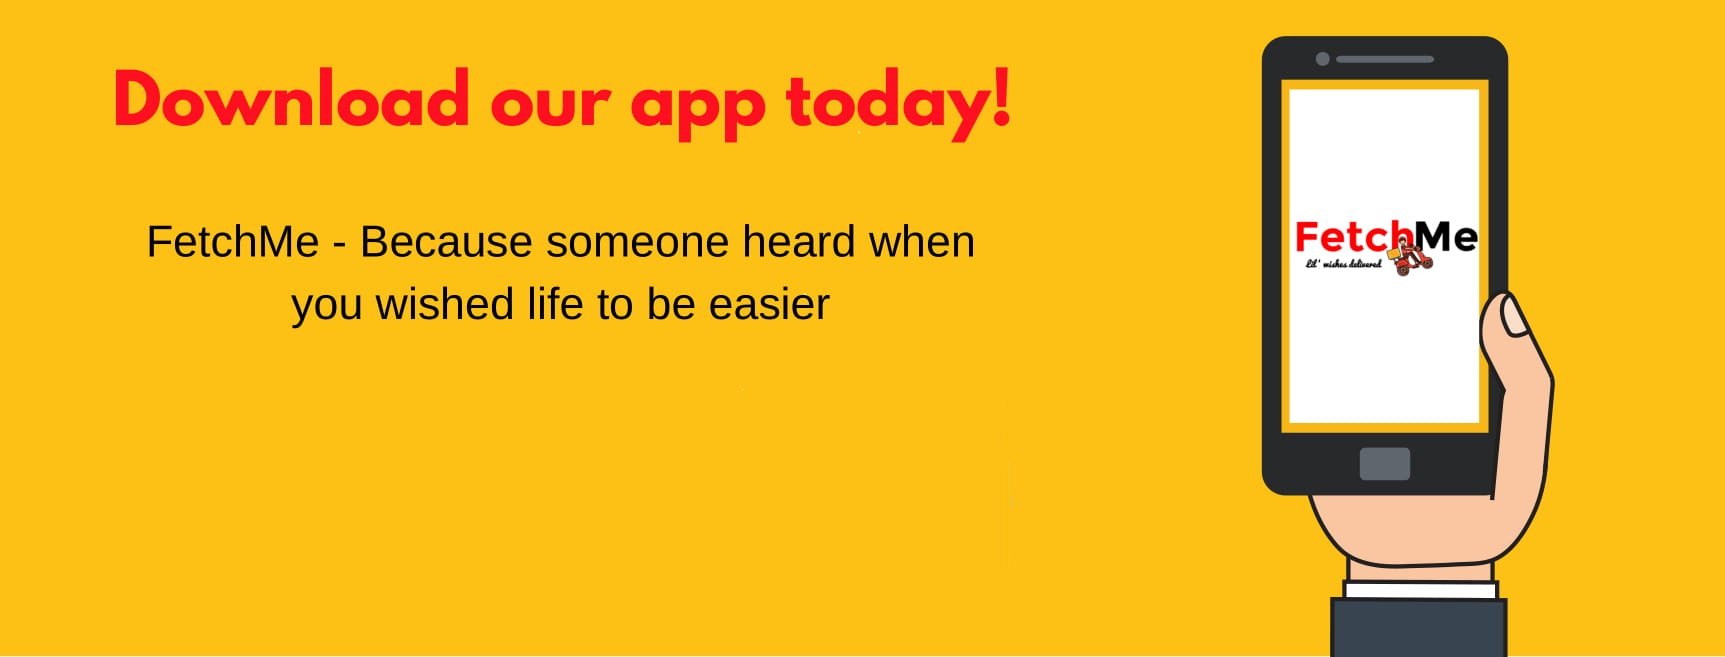 Download our app today!
FetchMe - Because someone heard when
you wished life to be easier
FetchMe
Lil' wishes delivered